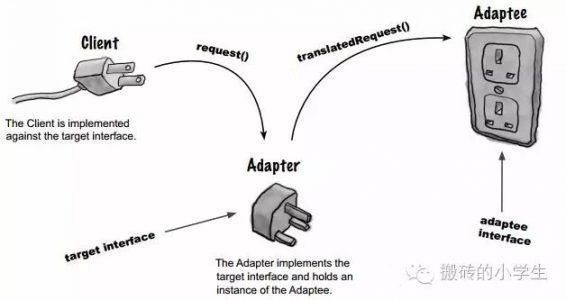 Client
request()
translatedRequest()
Adaptee
The Client is implemented
against the target interface.
Adapter
target interface
adaptee
interface
The Adapter implements the
target interface and holds an
instance of the Adaptee.
搬砖的小学生